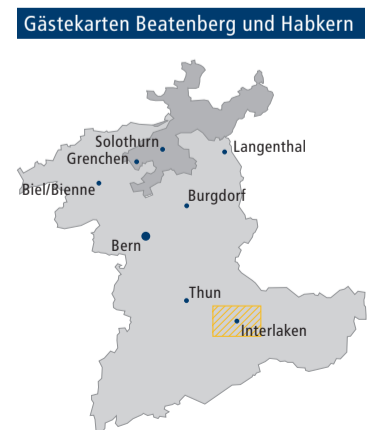 Gästekarten Beatenberg und Habkern
Solothurn
Langenthal
Grenchen
Biel/Bienne
Burgdorf
Bern
Thun
Interlaken